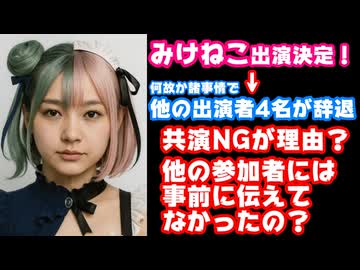 みけねこ出演決定！
↓
何故か諸事情で
他の出演者4名が辞退
共演NGが理由？
他の参加者には
事前に伝えて
なかったの？